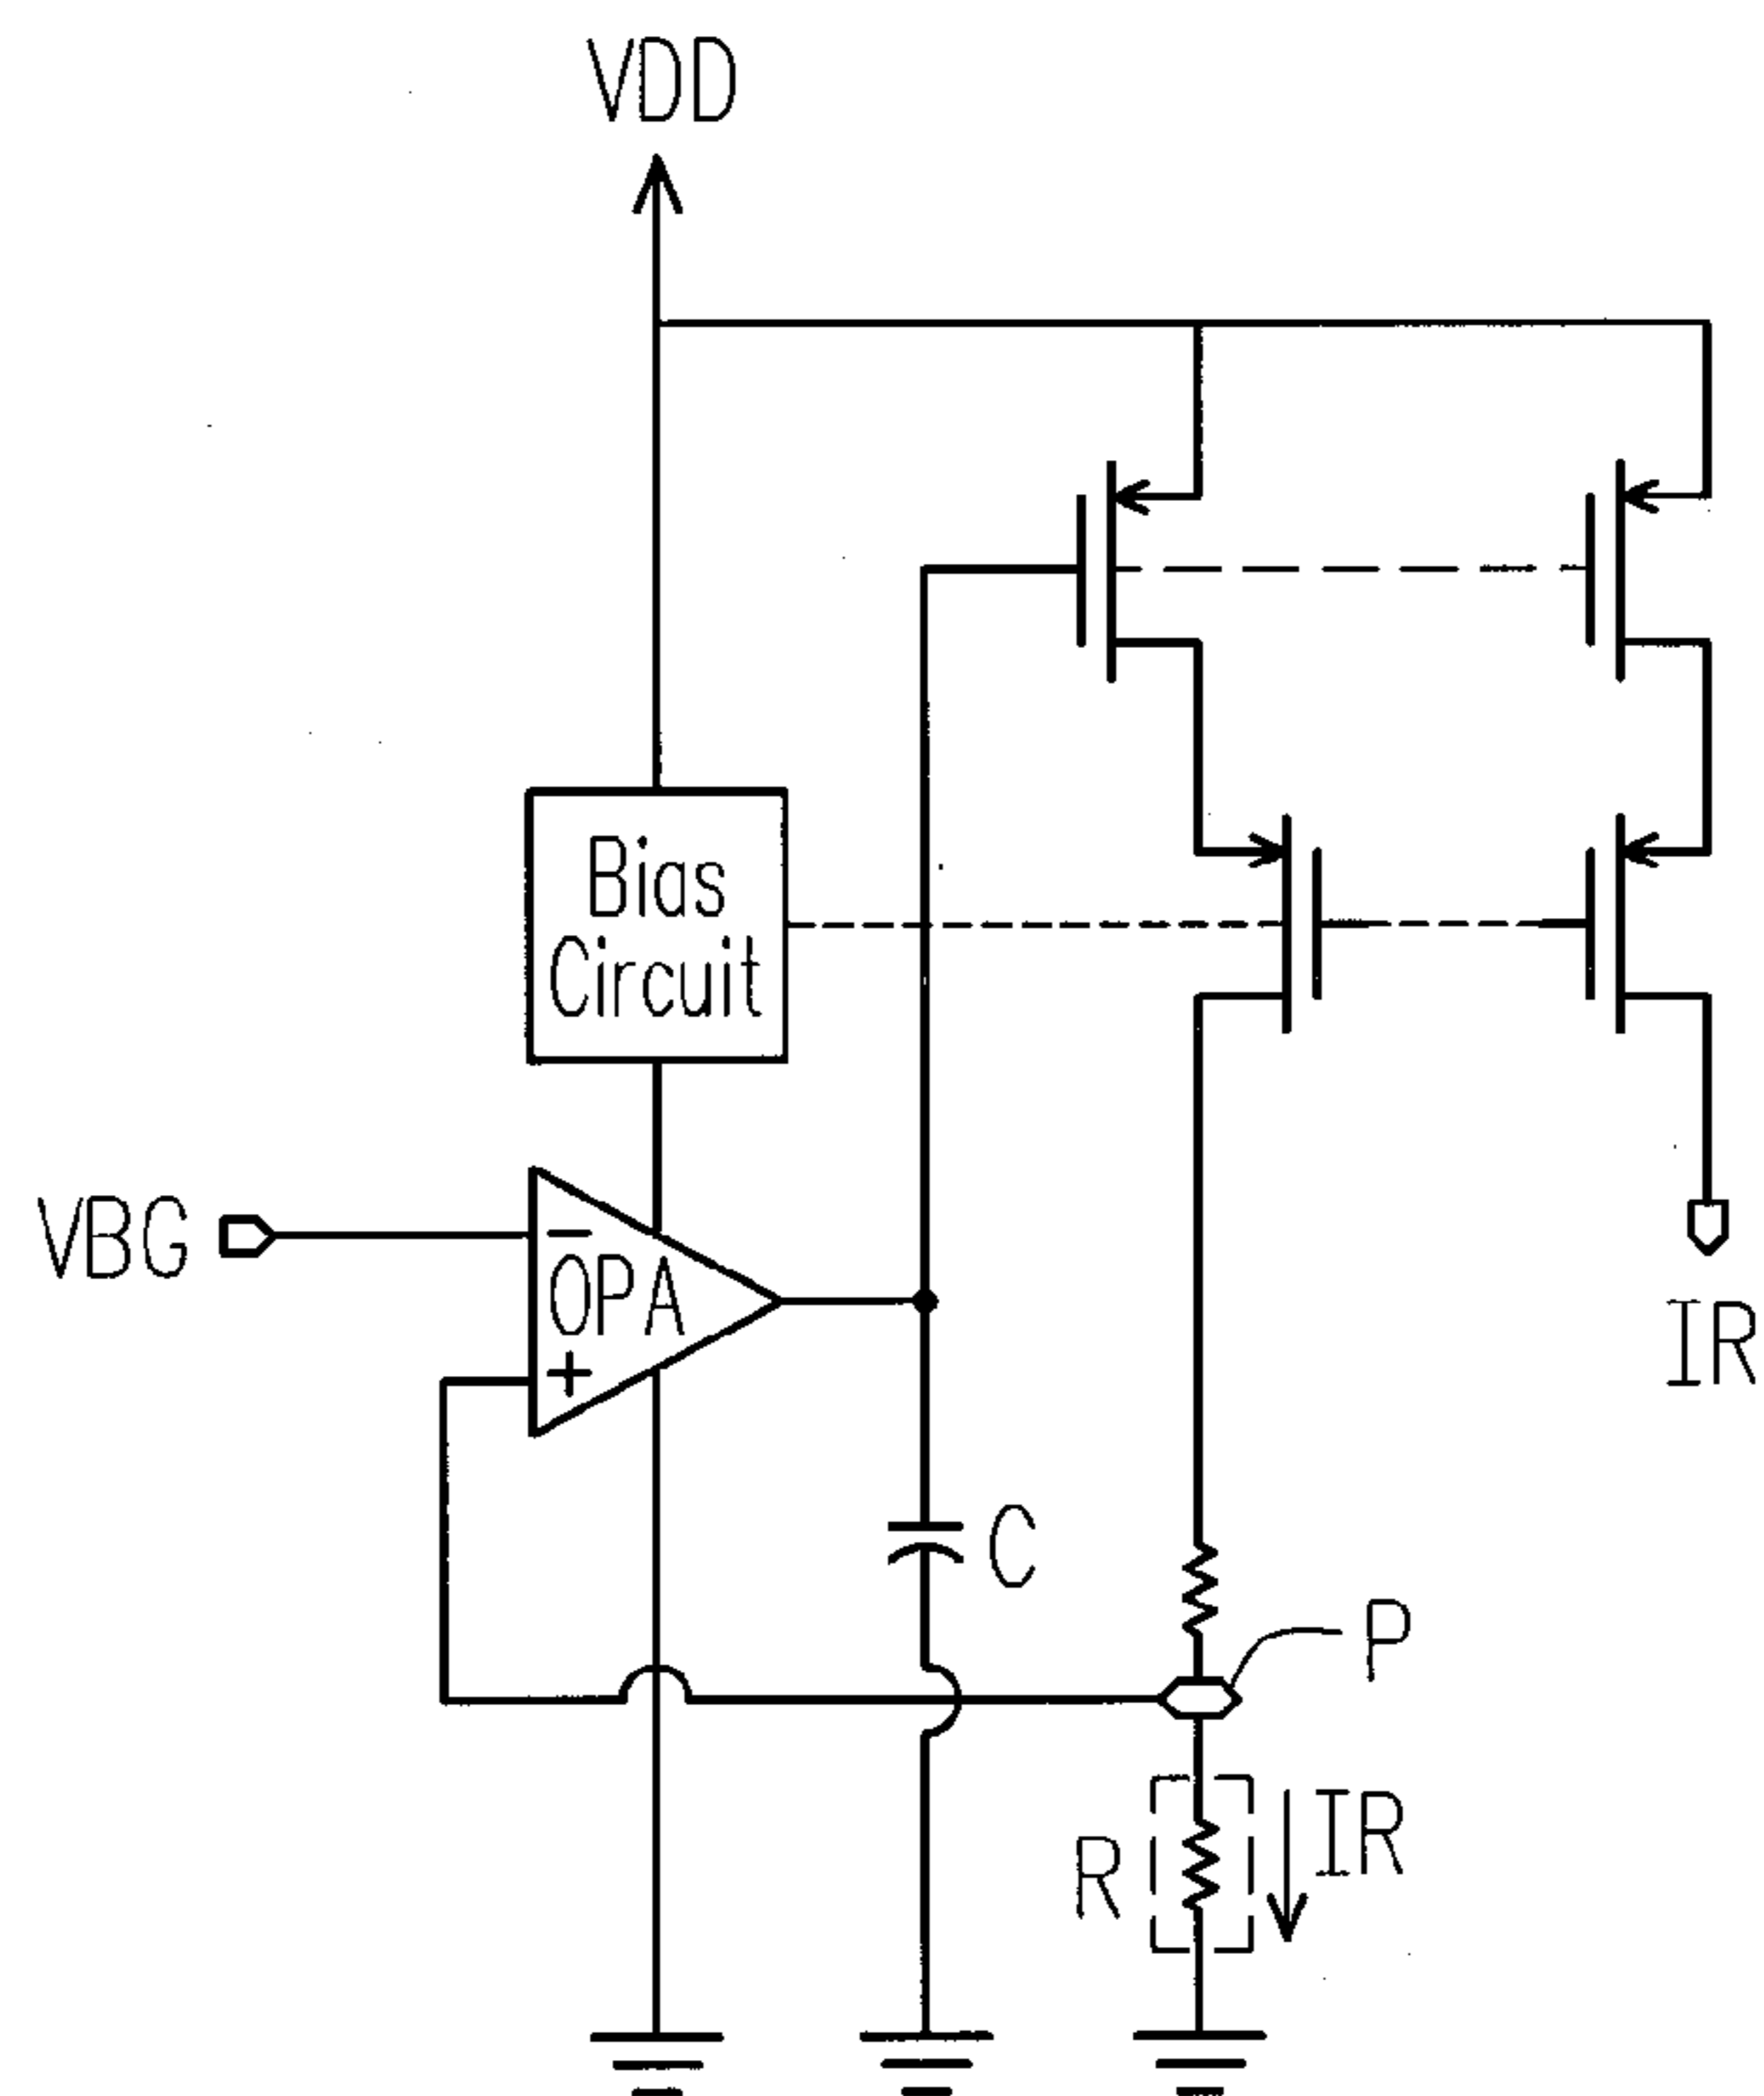 VDD
Bias
Circuit
VBG
−
OPA
+
IR
C
P
R
IR